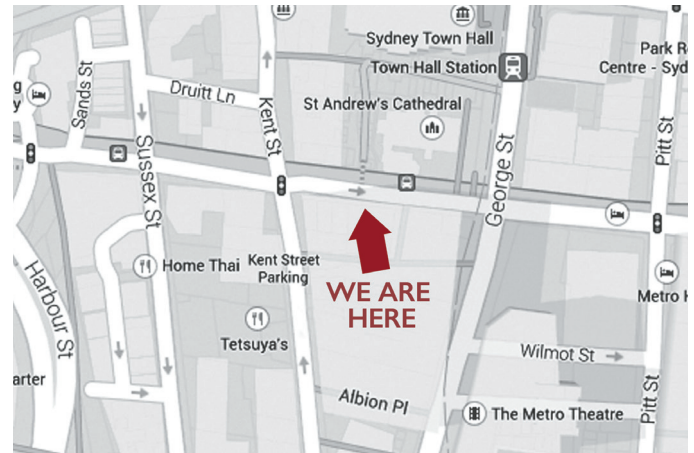 Sydney Town Hall
Park R
Centre - Syd
Town Hall Station
g
y
Sands St
Druitt Ln
Kent St
St Andrew's Cathedral
Pitt St
Sussex St
George St
Harbour St
Home Thai
Kent Street
Parking
WE ARE
HERE
Metro H
Tetsuya's
Wilmot St
arter
Albion Pl
The Metro Theatre
Pitt St